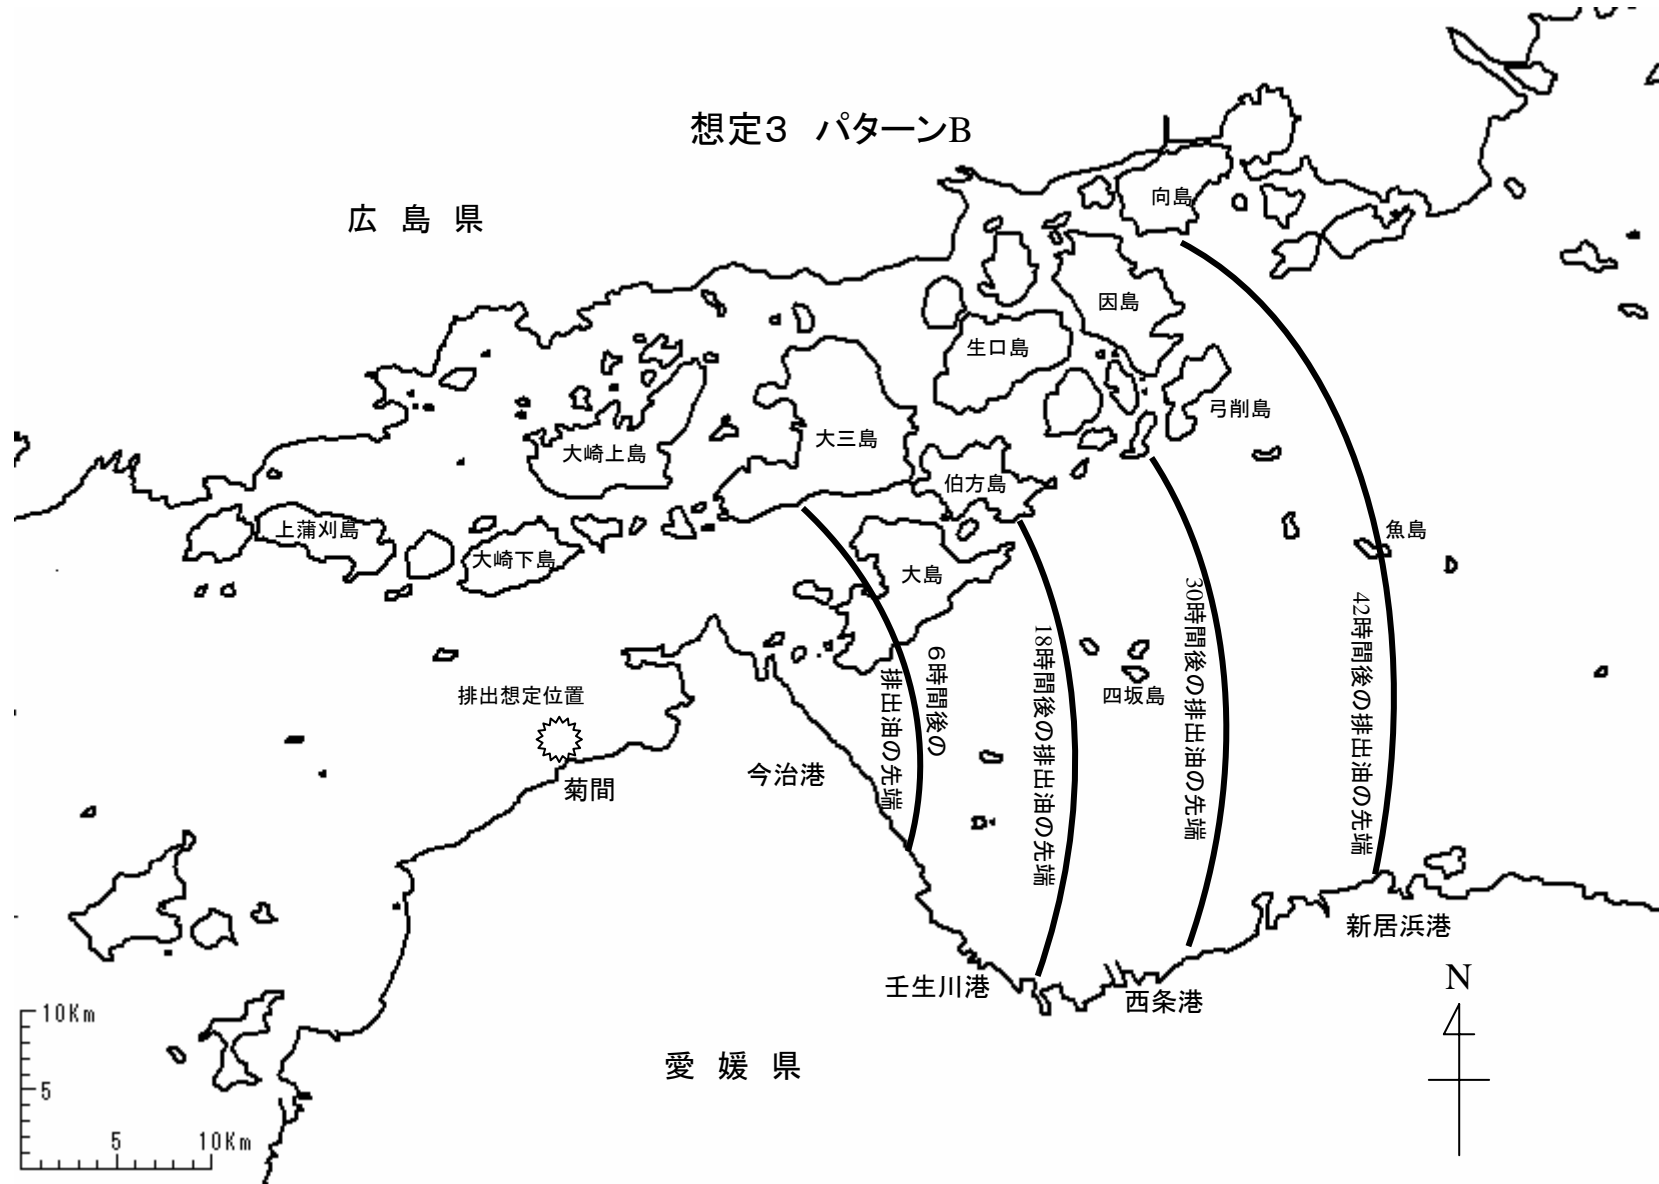 想定３　パターンB
広　島　県
向島
因島
生口島
弓削島
大三島
大崎上島
伯方島
上蒲刈島
大崎下島
大島
魚島
6時間後の
排出油の先端
18時間後の排出油の先端
30時間後の排出油の先端
42時間後の排出油の先端
四坂島
排出想定位置
菊間
今治港
新居浜港
壬生川港
西条港
N
愛　媛　県
10Km
5
5
10Km